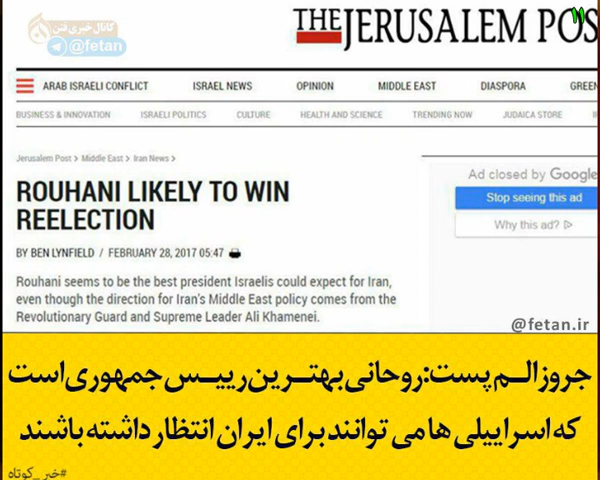 کانال خبری فتن
@fetan
THE JERUSALEM POS
ARAB ISRAELI CONFLICT ISRAEL NEWS OPINION MIDDLE EAST DIASPORA GREEN
BUSINESS & INNOVATION ISRAELI POLITICS CULTURE HEALTH AND SCIENCE TRENDING NOW JUDAICA STORE
Jerusalem Post > Middle East > Iran News >
ROUHANI LIKELY TO WIN
REELECTION
BY BEN LYNFIELD / FEBRUARY 28, 2017 05:47
Rouhani seems to be the best president Israelis could expect for Iran,
even though the direction for Iran's Middle East policy comes from the
Revolutionary Guard and Supreme Leader Ali Khamenei.
Ad closed by Google
Stop seeing this ad
Why this ad?
@fetan.ir
جروزالـم پست:روحانی بهتـرین رییـس جمهوری است
که اسراییلی ها می توانند برای ایران انتظار داشته باشند
#خبر_کوتاه